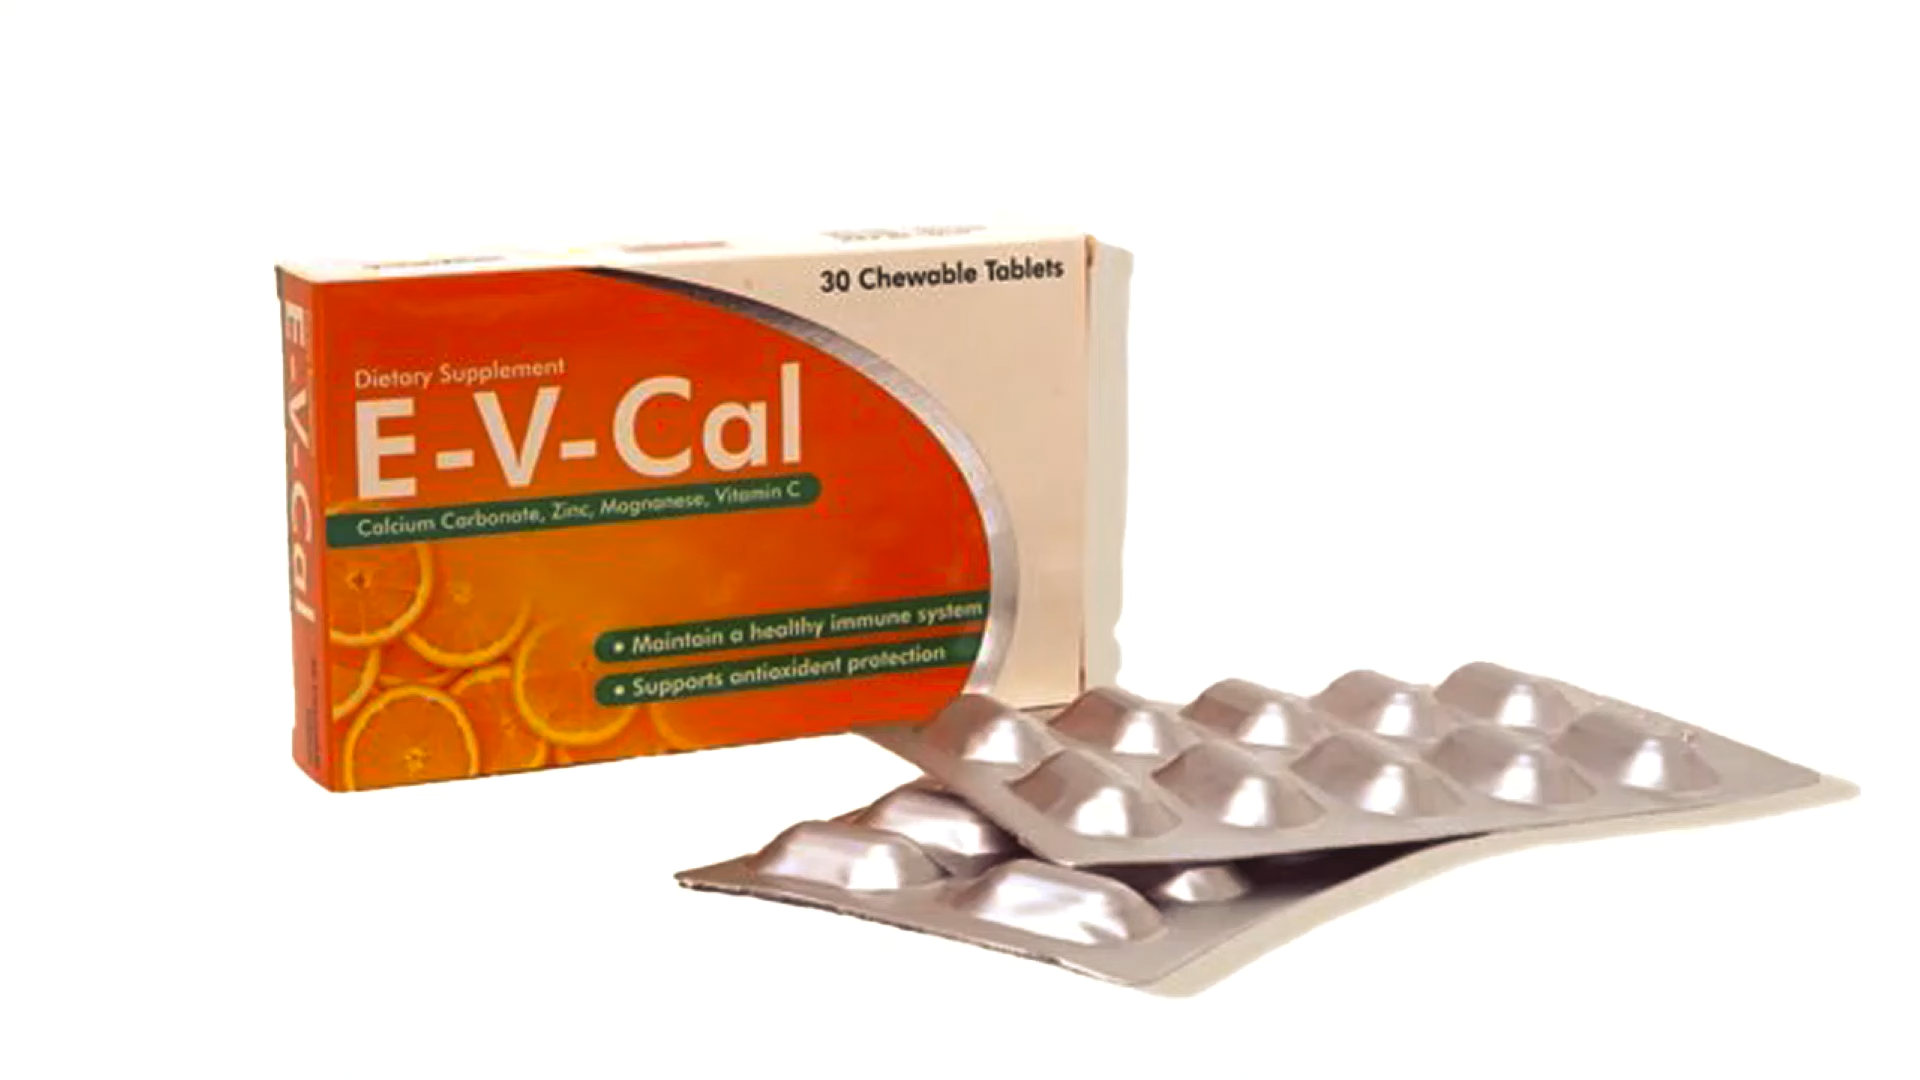 30 Chewable Tablets
Dietary Supplement
E-V-Cal
Calcium Carbonate, Zinc, Magnanese, Vitamin C
• Maintain a healthy immune system
• Supports antioxident protection
E-V-Cal